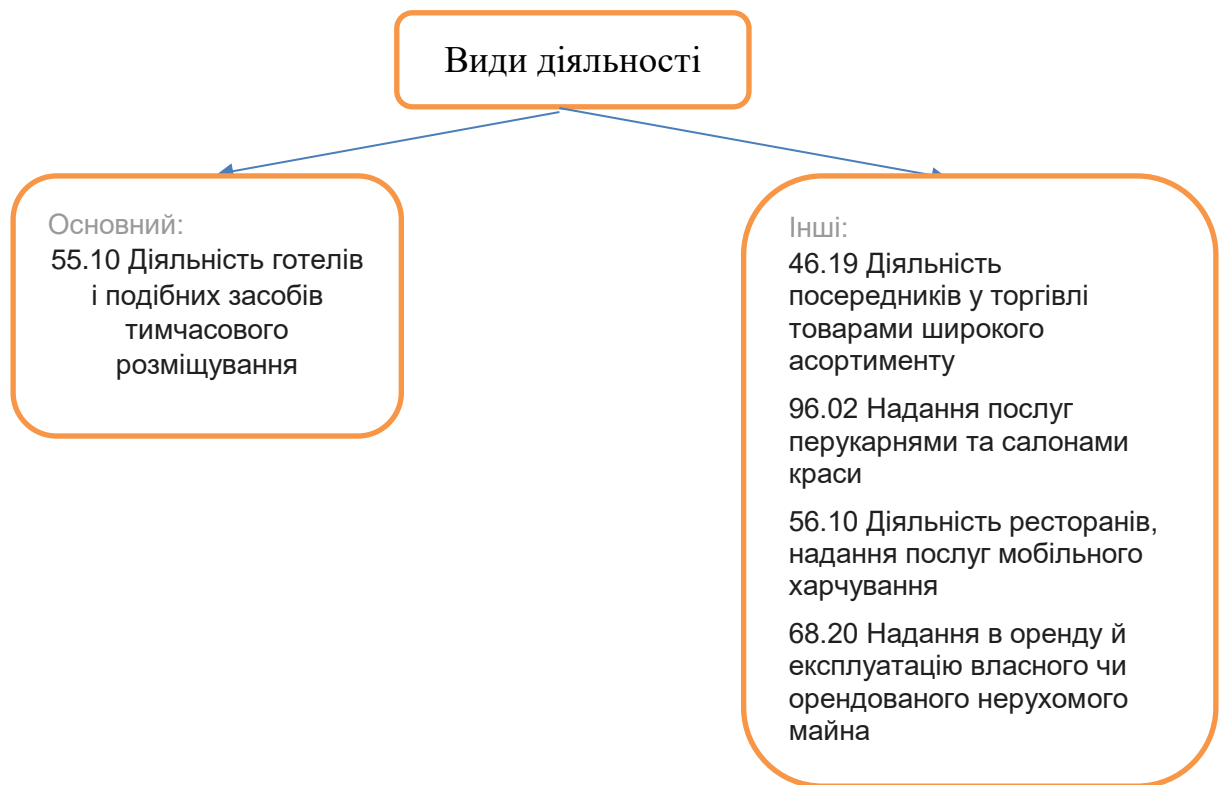 Види діяльності
Основний:
55.10 Діяльність готелів
і подібних засобів
тимчасового
розміщування
Інші:
46.19 Діяльність
посередників у торгівлі
товарами широкого
асортименту
96.02 Надання послуг
перукарнями та салонами
краси
56.10 Діяльність ресторанів,
надання послуг мобільного
харчування
68.20 Надання в оренду й
експлуатацію власного чи
орендованого нерухомого
майна